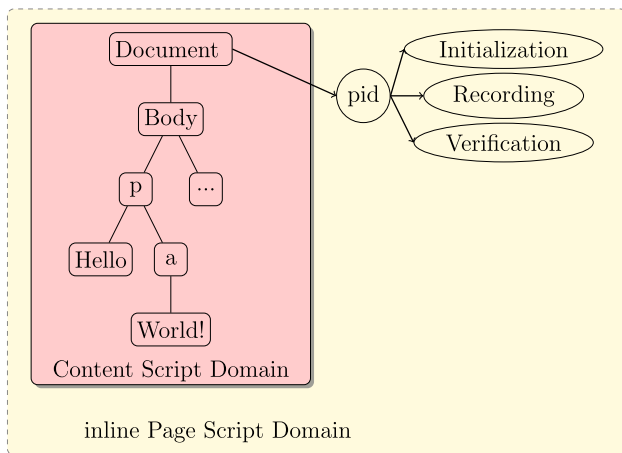 Document
Initialization
pid
Recording
Body
Verification
p
...
Hello
a
World!
Content Script Domain
inline Page Script Domain